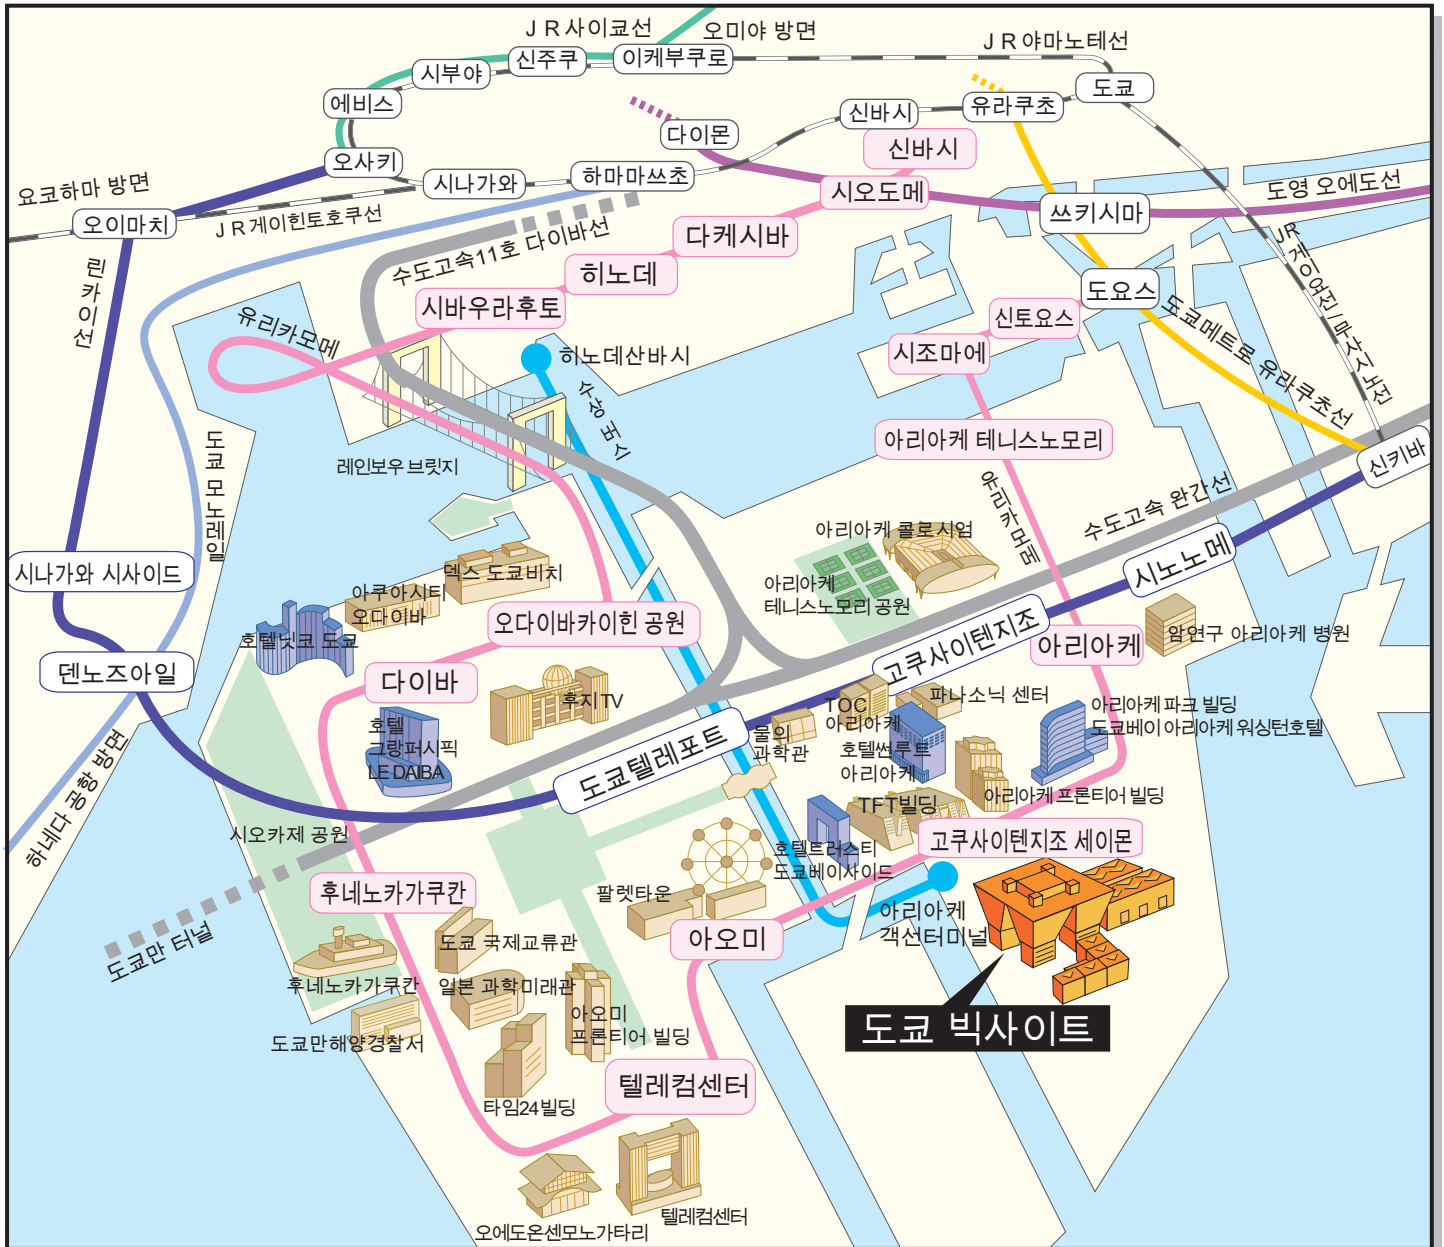 JR사이쿄선
오미야 방면
JR야마노테선
이케부쿠로
신주쿠
시부야
에비스
오사키
도쿄
유라쿠초
신바시
다이몬
신바시
하마마쓰초
시나가와
시오도메
쓰키시마
도영 오에도선
요코하마 방면
오이마치
JR게이힌토호쿠선
린카이선
수도고속11호 다이바선
다케시바
히노데
시바우라후토
유리카모메
히노데산바시
수상 버스
도요스
신토요스
시조마에
도쿄메트로 유라쿠초선
아리아케 테니스노모리
신키바
레인보우 브릿지
도쿄 모노레일
유리카모메
수도고속 완간선
아리아케 콜로시엄
아리아케
테니스노모리 공원
시노노메
시나가와 시사이드
덱스 도쿄비치
아쿠아시티
오다이바
호텔닛코 도쿄
오다이바카이힌 공원
고쿠사이텐지조
아리아케
암연구 아리아케 병원
덴노즈아일
다이바
후지TV
호텔
그랑퍼시픽
LE DAIBA
TOC
아리아케
파나소닉 센터
아리아케 파크 빌딩
도쿄베이 아리아케 워싱턴호텔
물의
과학관
호텔썬루트
아리아케
도쿄텔레포트
하네다 공항 방면
아리아케 프론티어 빌딩
TFT빌딩
시오카제 공원
고쿠사이텐지조 세이몬
호텔트러스티
도쿄베이사이드
후네노카가쿠칸
팔렛타운
아오미
아리아케
객선터미널
도쿄만 터널
도쿄 국제교류관
후네노카가쿠칸
일본 과학미래관
아오미
프론티어 빌딩
도쿄 빅사이트
도쿄만해양경찰서
텔레컴센터
타임24빌딩
텔레컴센터
오에도온센모노가타리